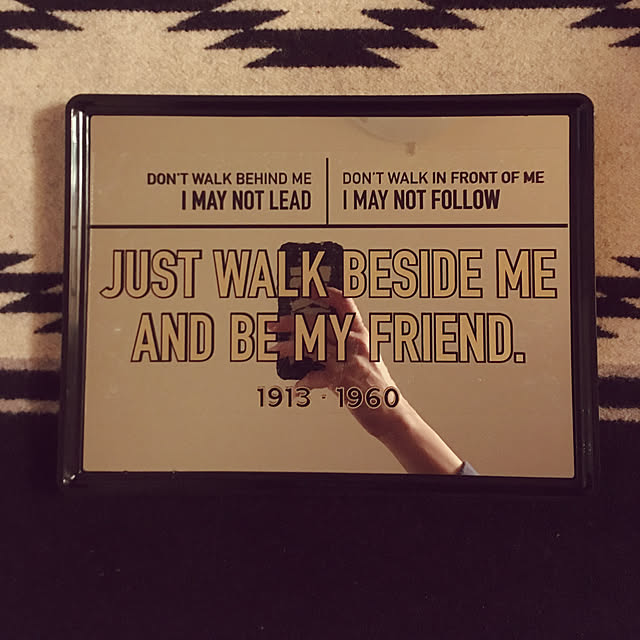 DON'T WALK BEHIND ME
I MAY NOT LEAD
DON'T WALK IN FRONT OF ME
I MAY NOT FOLLOW
JUST WALK BESIDE ME
AND BE MY FRIEND.
1913 · 1960